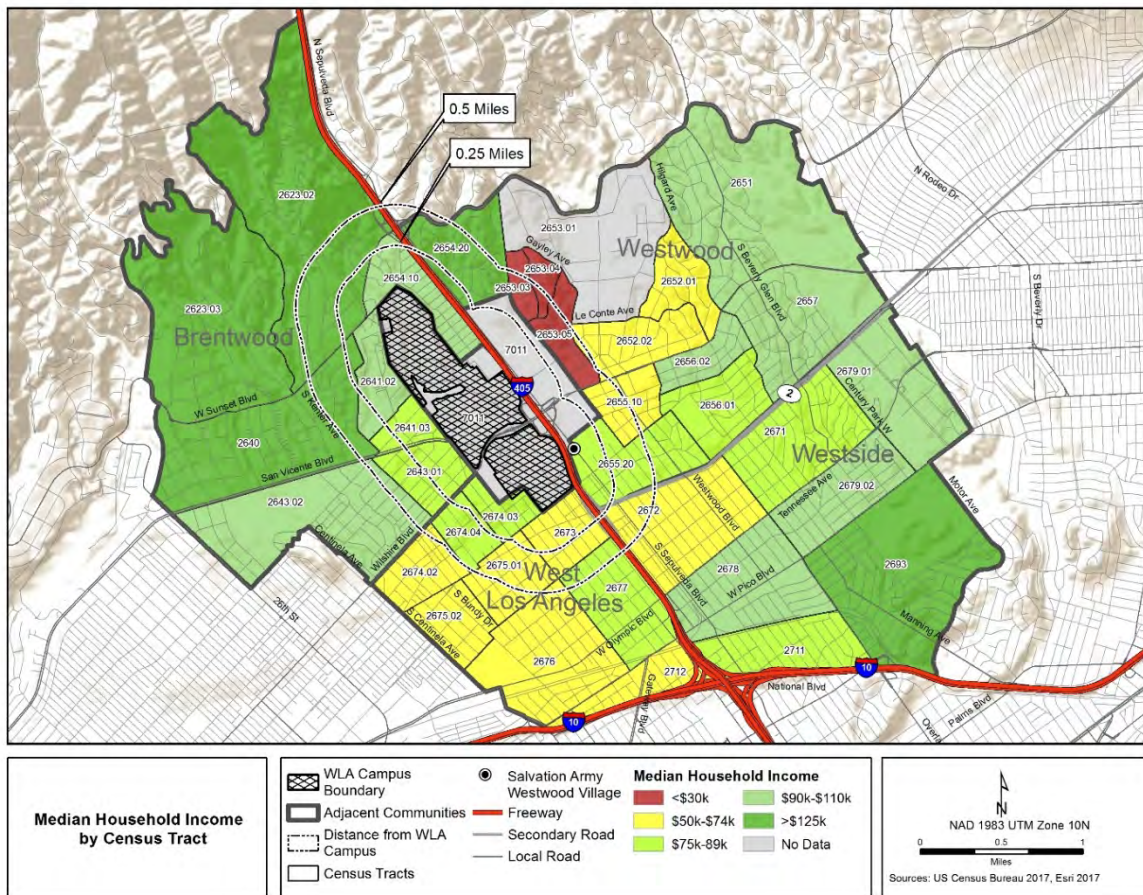 N Sepulveda Blvd
0.5 Miles
0.25 Miles
N Rodeo Dr
2651
Hilgard Ave
2623.02
2653.01
Westwood
2654.20
Gayley Ave
2653.04
S Beverly Glen Blvd
S Beverly Dr
2654.10
2653.03
2652.01
2657
2623.03
Le Conte Ave
Brentwood
7011
2653.05
2652.02
2656.02
2679.01
2641.02
405
2
Century Park W
W Sunset Blvd
S Kenter Ave
7011
2655.10
2656.01
2641.03
2671
Westside
2640
San Vicente Blvd
2643.01
2655.20
Tennessee Ave
2679.02
Motor Ave
2643.02
Westwood Blvd
2672
Centinela Ave
Wilshire Blvd
2674.04
2674.03
2673
S Sepulveda Blvd
2693
2674.02
2675.01
2678
West
Los Angeles
2677
W Pico Blvd
26th St
S Bundy Dr
2675.02
S Centinela Ave
W Olympic Blvd
Manning Ave
2676
2712
2711
10
National Blvd
Gateway Blvd
10
Palms Blvd
Overla
Median Household Income
by Census Tract
WLA Campus
Boundary
Adjacent Communities
Distance from WLA
Campus
Census Tracts
Salvation Army
Westwood Village
Freeway
Secondary Road
Local Road
Median Household Income
<$30k
$50k-$74k
$75k-89k
$90k-$110k
>$125k
No Data
N
NAD 1983 UTM Zone 10N
0 0.5 1
Miles
Sources: US Census Bureau 2017, Esri 2017